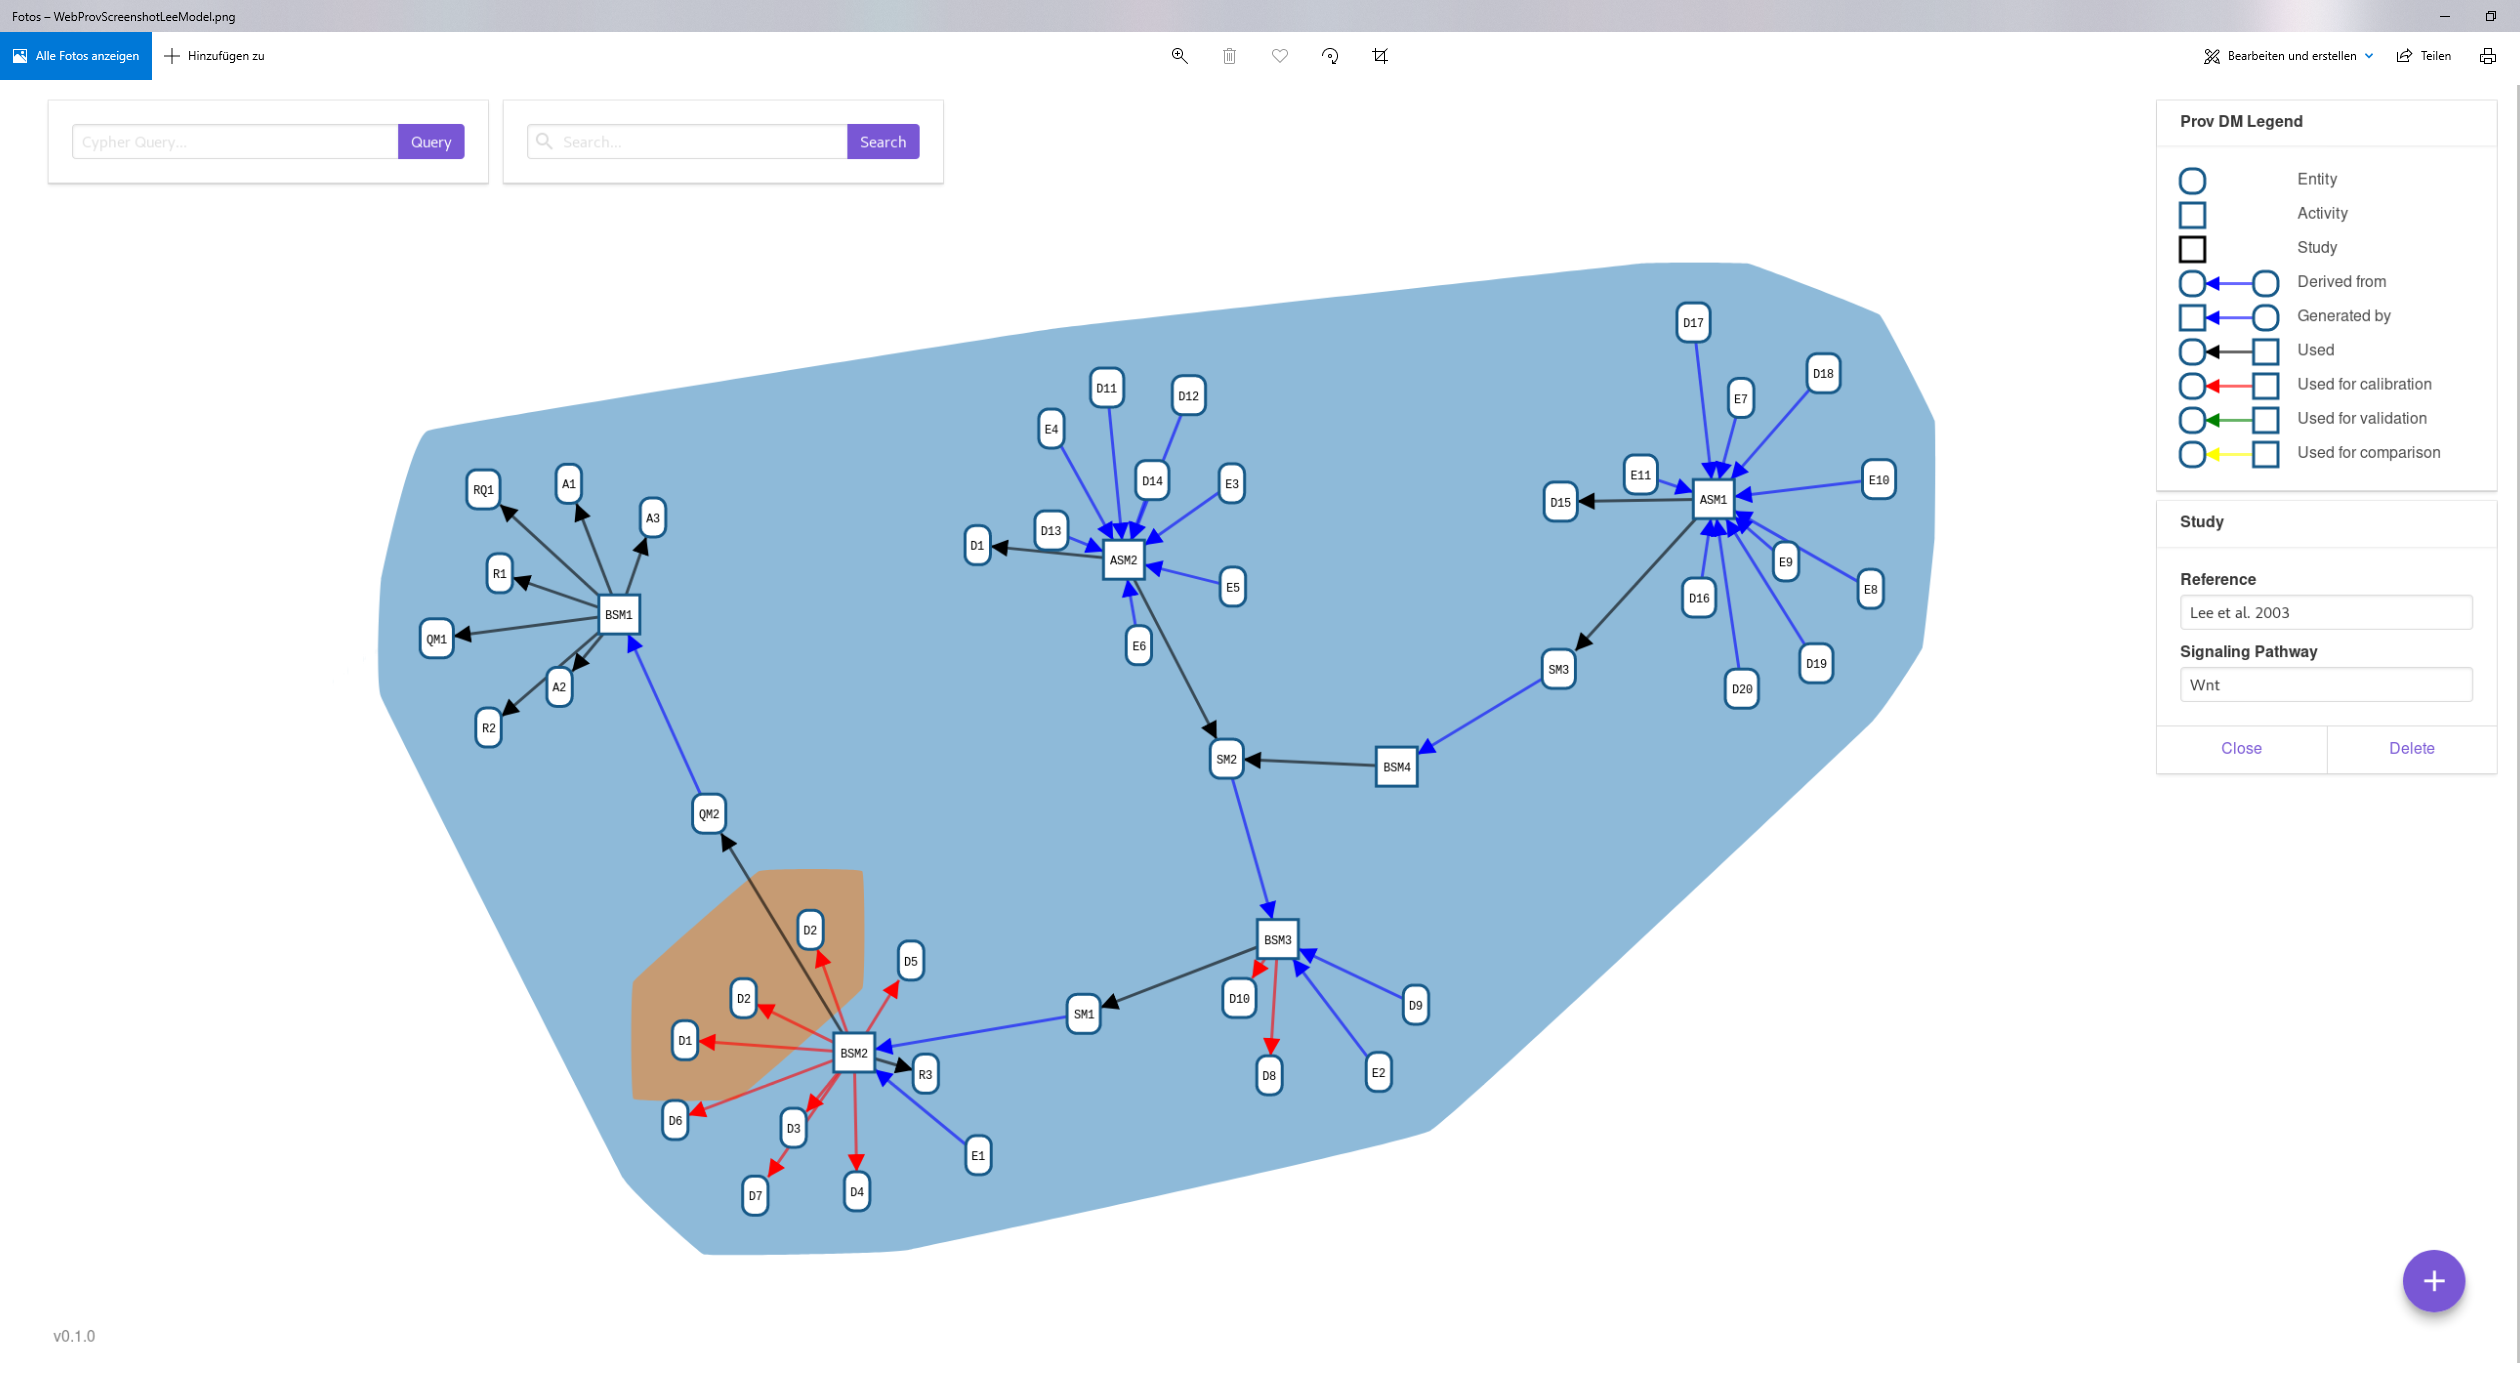 Fotos – WebProvScreenshotLeeModel.png
Alle Fotos anzeigen
Hinzufügen zu
Bearbeiten und erstellen
Teilen
Cypher Query...
Query
Search...
Search
Prov DM Legend
Entity
Activity
Study
Derived from
Generated by
Used
Used for calibration
Used for validation
Used for comparison
Study
Reference
Lee et al. 2003
Signaling Pathway
Wnt
Close
Delete
D17
D18
E7
D11
D12
E4
E11
E10
D14
E3
RQ1
A1
A3
D15
ASM1
D13
D1
ASM2
E9
R1
E5
E8
D16
BSM1
QM1
E6
SM3
D19
A2
D20
R2
SM2
BSM4
QM2
D2
BSM3
D5
D2
D10
D9
SM1
D1
BSM2
R3
D8
E2
D6
D3
E1
D7
D4
v0.1.0